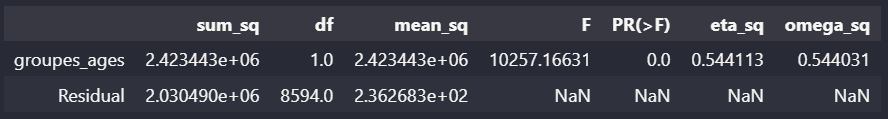 sum_sq df mean_sq F PR(>F) eta_sq omega_sq
groupes_ages 2.423443e+06 1.0 2.423443e+06 10257.16631 0.0 0.544113 0.544031
Residual 2.030490e+06 8594.0 2.362683e+02 NaN NaN NaN NaN